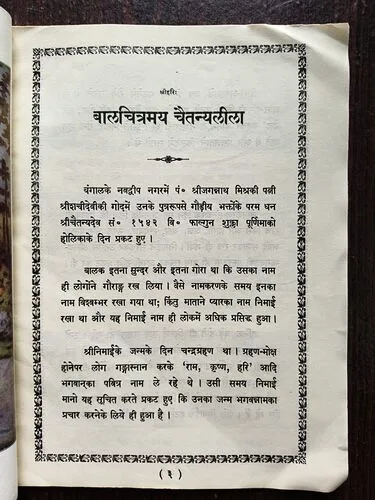 श्रीहरिः
बालचित्रमय चैतन्यलीला
बंगालके नवद्वीप नगरमें पं० श्रीजगन्नाथ मिश्रकी पत्नी
श्रीशचीदेवीकी गोदमें उनके पुत्ररूपसे गौड़ीय भक्तोंके परम धन
श्रीचैतन्यदेव सं० १५४२ वि० फाल्गुन शुक्ला पूर्णिमाको
होलिकाके दिन प्रकट हुए।
बालक इतना सुन्दर और इतना गोरा था कि उसका नाम
ही लोगोंने गौराङ्ग रख लिया। वैसे नामकरणके समय इनका
नाम विश्वम्भर रखा गया था; किंतु माताने प्यारका नाम निमाई
रखा था और यह निमाई नाम ही लोकमें अधिक प्रसिद्ध हुआ।
श्रीनिमाईके जन्मके दिन चन्द्रग्रहण था। ग्रहण-मोक्ष
होनेपर लोग गङ्गास्नान करके 'राम, कृष्ण, हरि' आदि
भगवान्‌का पवित्र नाम ले रहे थे। उसी समय निमाई
मानो यह सूचित करते प्रकट हुए कि उनका जन्म भगवन्नामका
प्रचार करनेके लिये ही हुआ है।
(३)